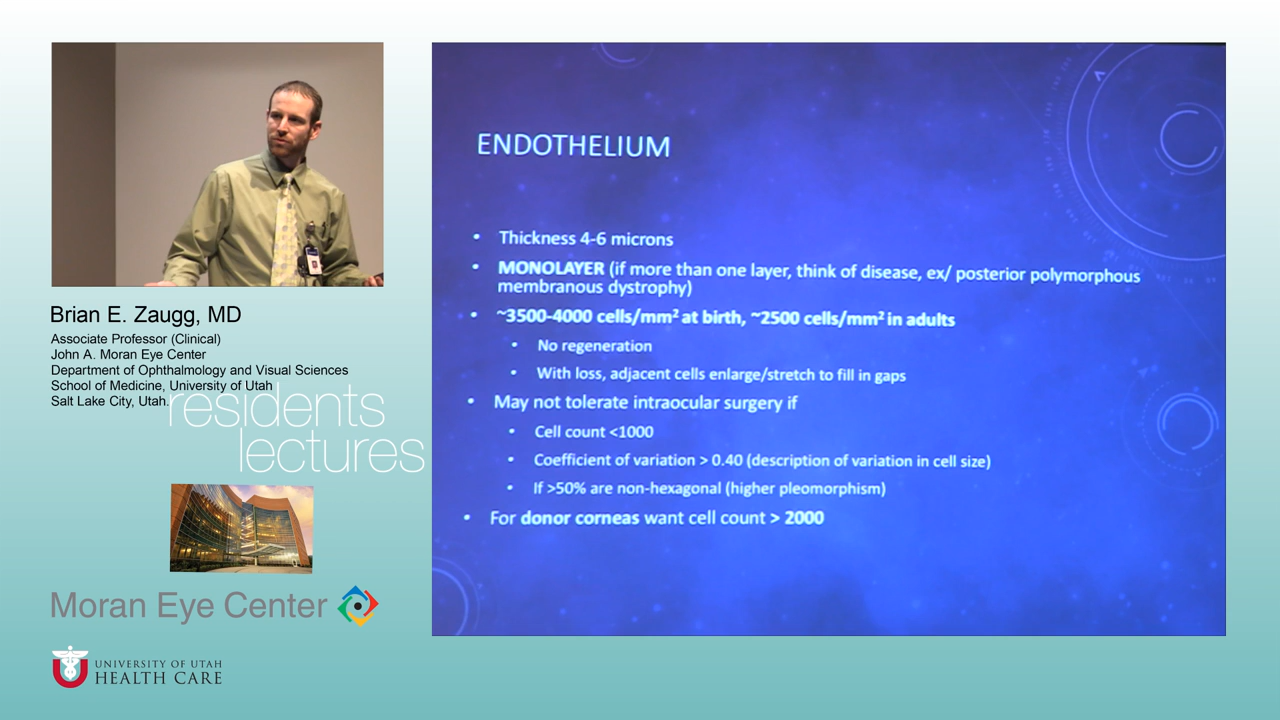 Brian E. Zaugg, MD
Associate Professor (Clinical)
John A. Moran Eye Center
Department of Ophthalmology and Visual Sciences
School of Medicine, University of Utah
Salt Lake City, Utah.
residents
lectures
Moran Eye Center
UNIVERSITY OF UTAH
HEALTH CARE
ENDOTHELIUM
• Thickness 4-6 microns
• MONOLAYER (if more than one layer, think of disease, ex/ posterior polymorphous
membranous dystrophy)
• ~3500-4000 cells/mm² at birth, ~2500 cells/mm² in adults
• No regeneration
• With loss, adjacent cells enlarge/stretch to fill in gaps
• May not tolerate intraocular surgery if
• Cell count <1000
• Coefficient of variation > 0.40 (description of variation in cell size)
• If >50% are non-hexagonal (higher pleomorphism)
• For donor corneas want cell count > 2000